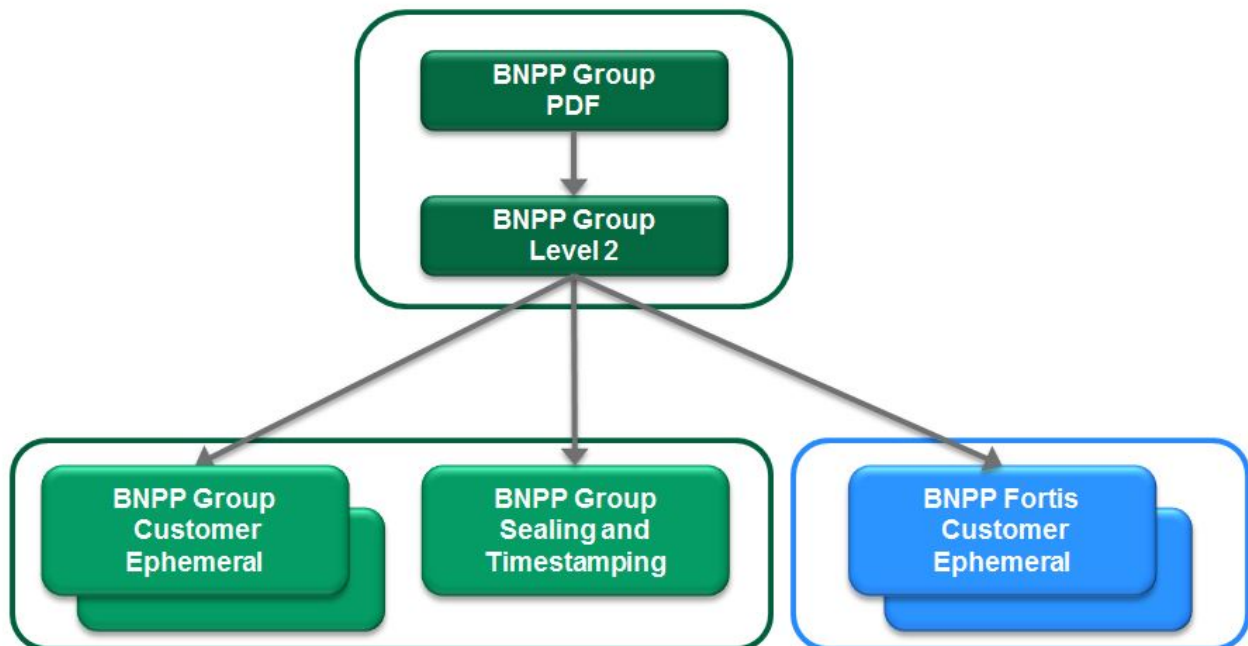 BNPP Group
PDF
BNPP Group
Level 2
BNPP Group
Customer
Ephemeral
BNPP Group
Sealing and
Timestamping
BNPP Fortis
Customer
Ephemeral